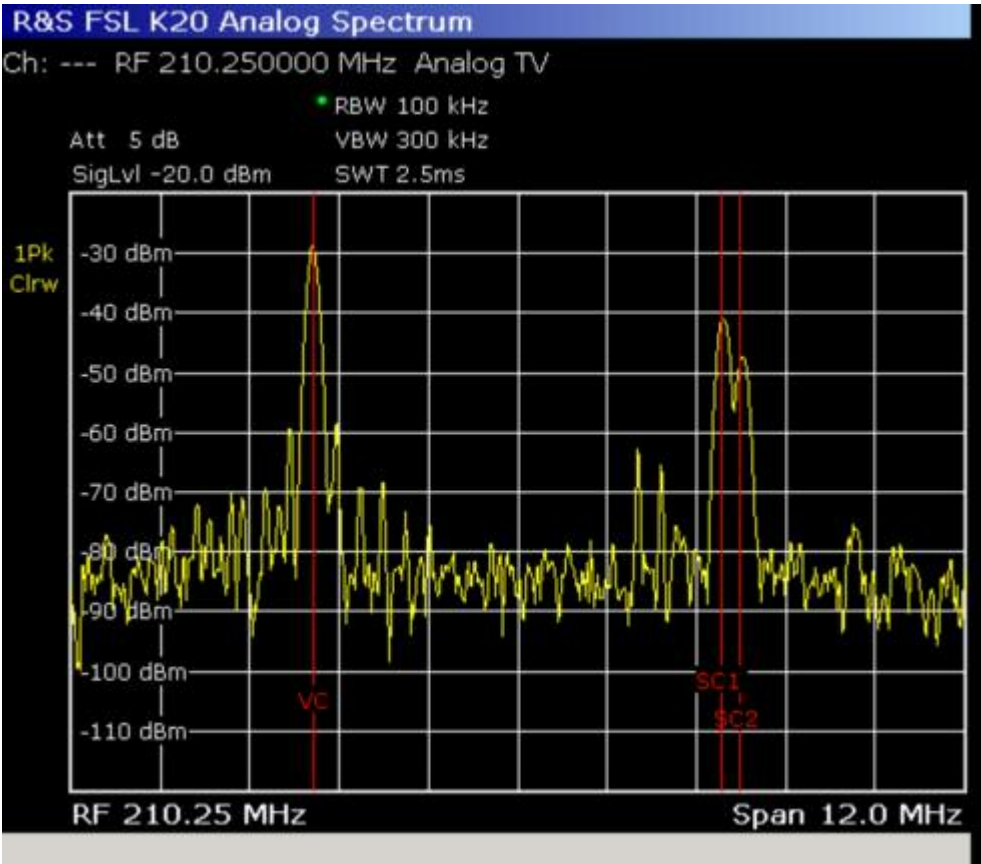 R&S FSL K20 Analog Spectrum
Ch: --- RF 210.250000 MHz Analog TV
RBW 100 kHz
Att 5 dB VBW 300 kHz
SigLvl -20.0 dBm SWT 2.5ms
1Pk
Clrw
-30 dBm
-40 dBm
-50 dBm
-60 dBm
-70 dBm
-80 dBm
-90 dBm
-100 dBm
-110 dBm
VC
SC1
SC2
RF 210.25 MHz Span 12.0 MHz